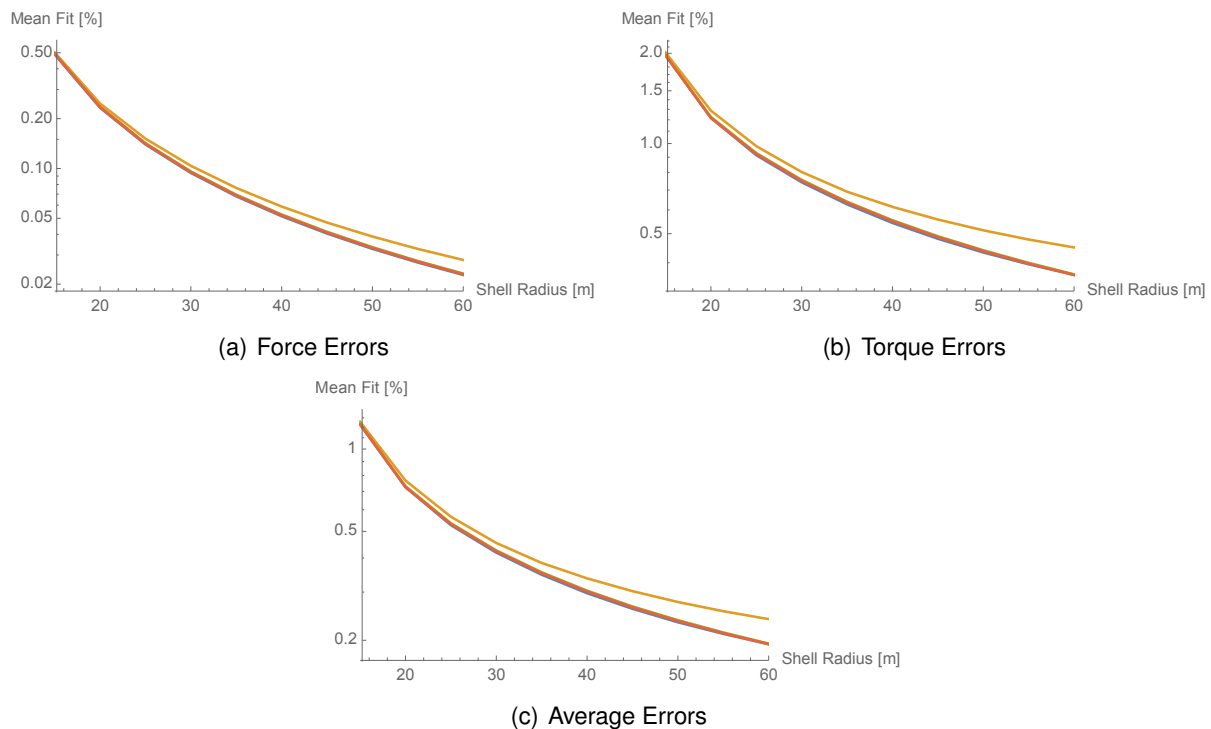 Mean Fit [%]
0.50
0.20
0.10
0.05
0.02
20 30 40 50 60
Shell Radius [m]
(a) Force Errors
Mean Fit [%]
2.0
1.5
1.0
0.5
20 30 40 50 60
Shell Radius [m]
(b) Torque Errors
Mean Fit [%]
1
0.5
0.2
20 30 40 50 60
Shell Radius [m]
(c) Average Errors